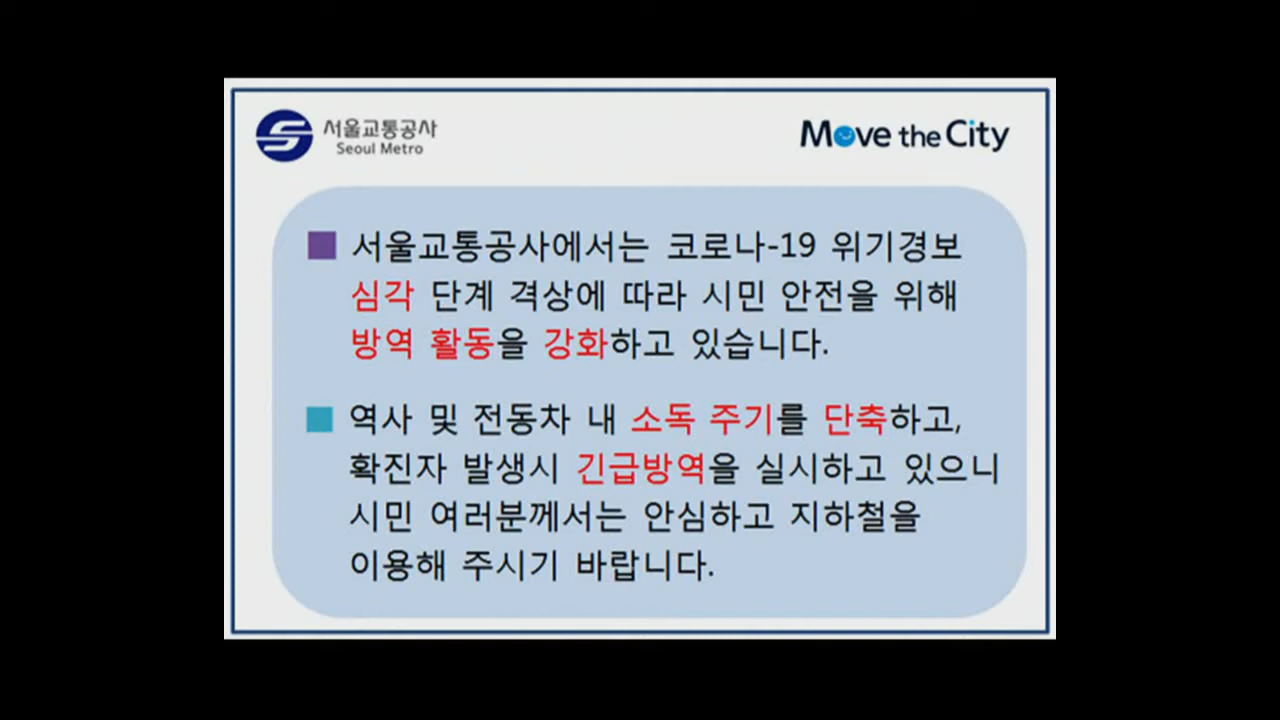 서울교통공사
Seoul Metro
Move the City
서울교통공사에서는 코로나-19 위기경보
심각 단계 격상에 따라 시민 안전을 위해
방역 활동을 강화하고 있습니다.
역사 및 전동차 내 소독 주기를 단축하고,
확진자 발생시 긴급방역을 실시하고 있으니
시민 여러분께서는 안심하고 지하철을
이용해 주시기 바랍니다.